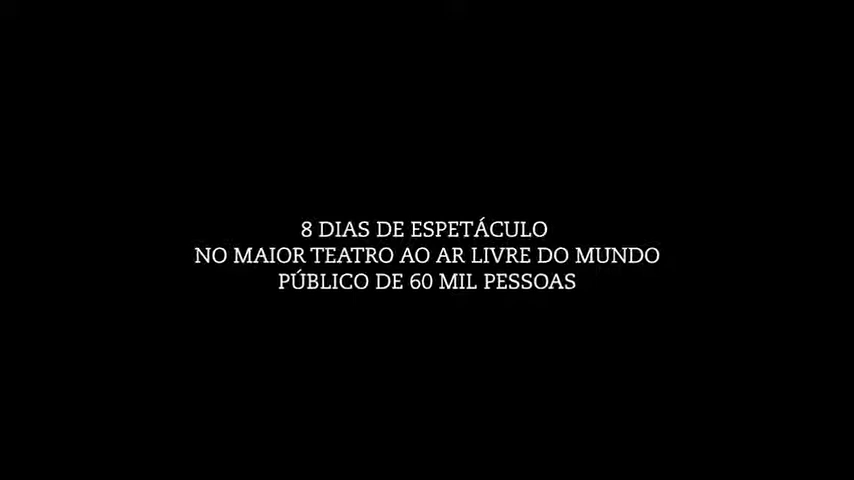 8 DIAS DE ESPETÁCULO
NO MAIOR TEATRO AO AR LIVRE DO MUNDO
PÚBLICO DE 60 MIL PESSOAS